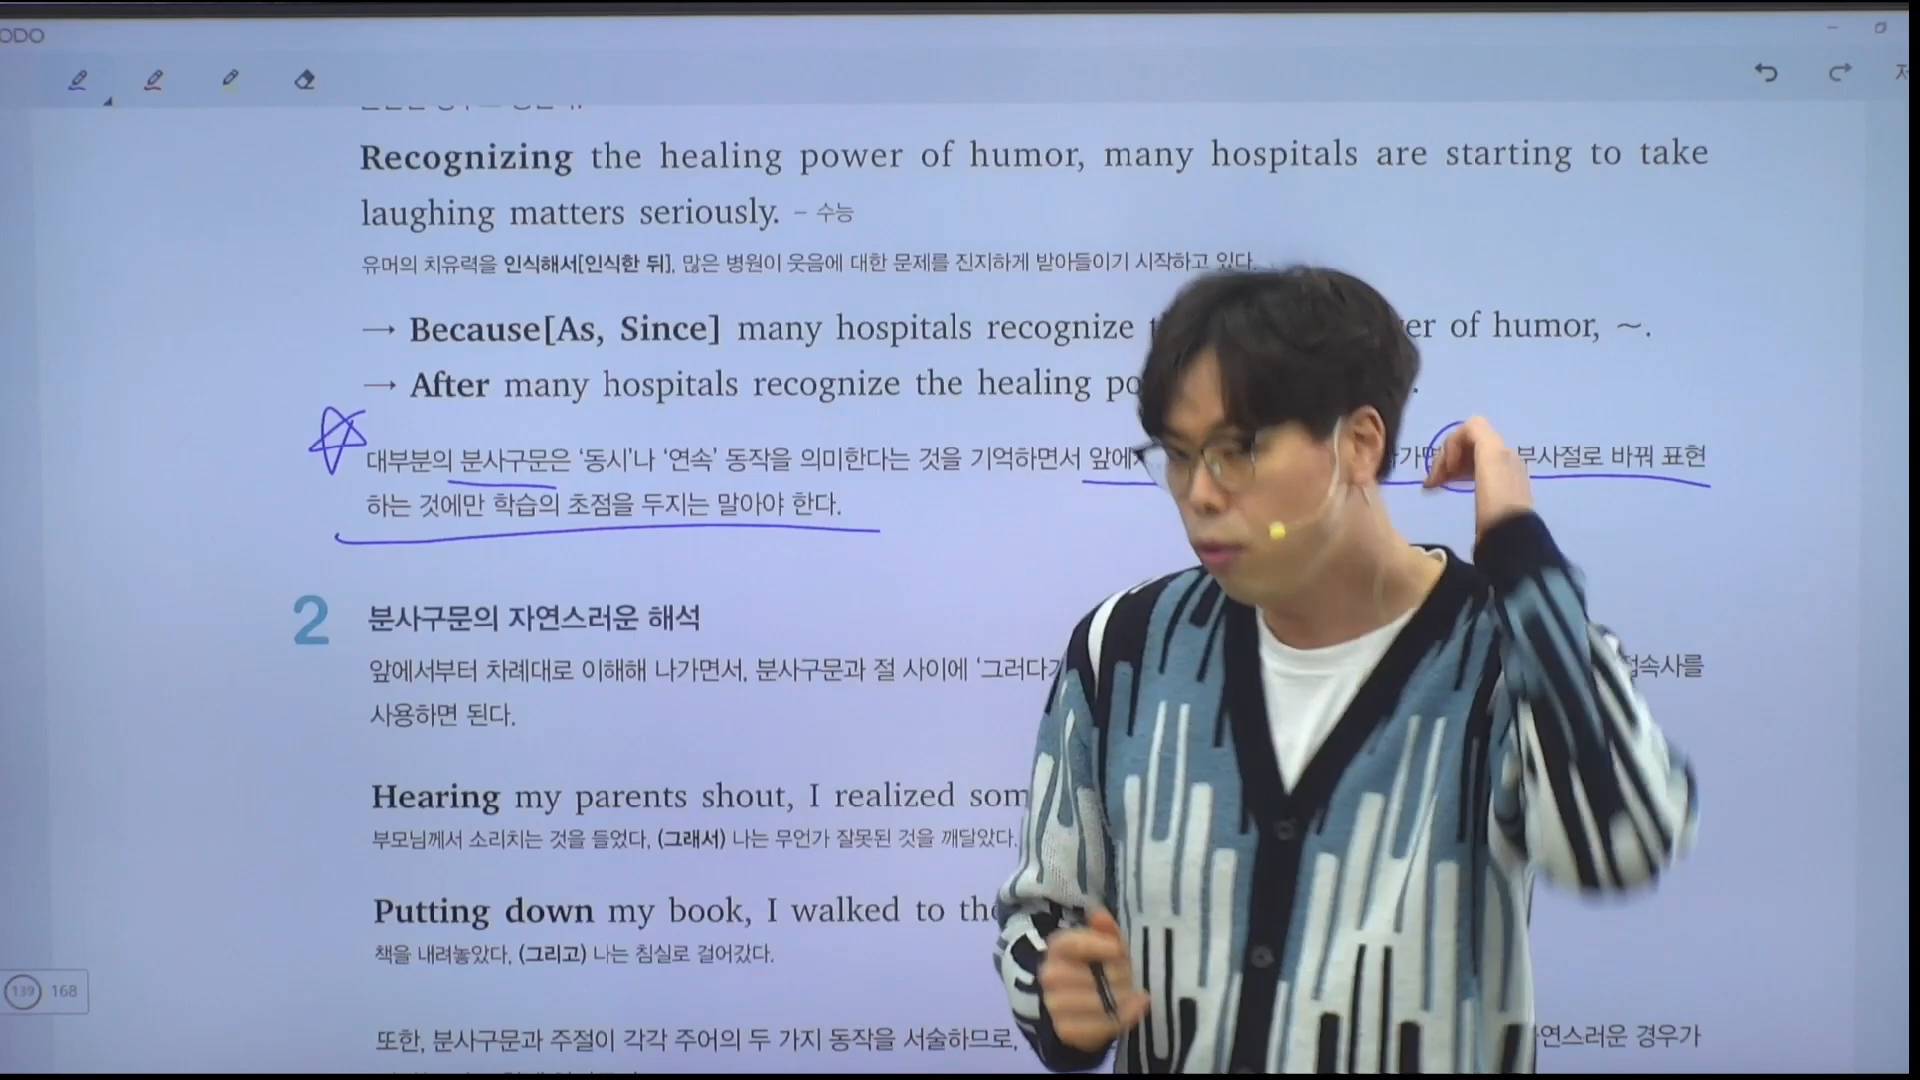 ODO
Recognizing the healing power of humor, many hospitals are starting to take
laughing matters seriously. – 수능
유머의 치유력을 인식해서[인식한 뒤], 많은 병원이 웃음에 대한 문제를 진지하게 받아들이기 시작하고 있다.
→ Because[As, Since] many hospitals recognize er of humor, ~.
→ After many hospitals recognize the healing po .
대부분의 분사구문은 ‘동시’나 ‘연속’ 동작을 의미한다는 것을 기억하면서 앞에 부사절로 바꿔 표현
하는 것에만 학습의 초점을 두지는 말아야 한다.
2 분사구문의 자연스러운 해석
앞에서부터 차례대로 이해해 나가면서, 분사구문과 절 사이에 ‘그러다 접속사를
사용하면 된다.
Hearing my parents shout, I realized som
부모님께서 소리치는 것을 들었다, (그래서) 나는 무언가 잘못된 것을 깨달았다.
Putting down my book, I walked to the
책을 내려놓았다, (그리고) 나는 침실로 걸어갔다.
139 168
또한, 분사구문과 주절이 각각 주어의 두 가지 동작을 서술하므로, 연스러운 경우가